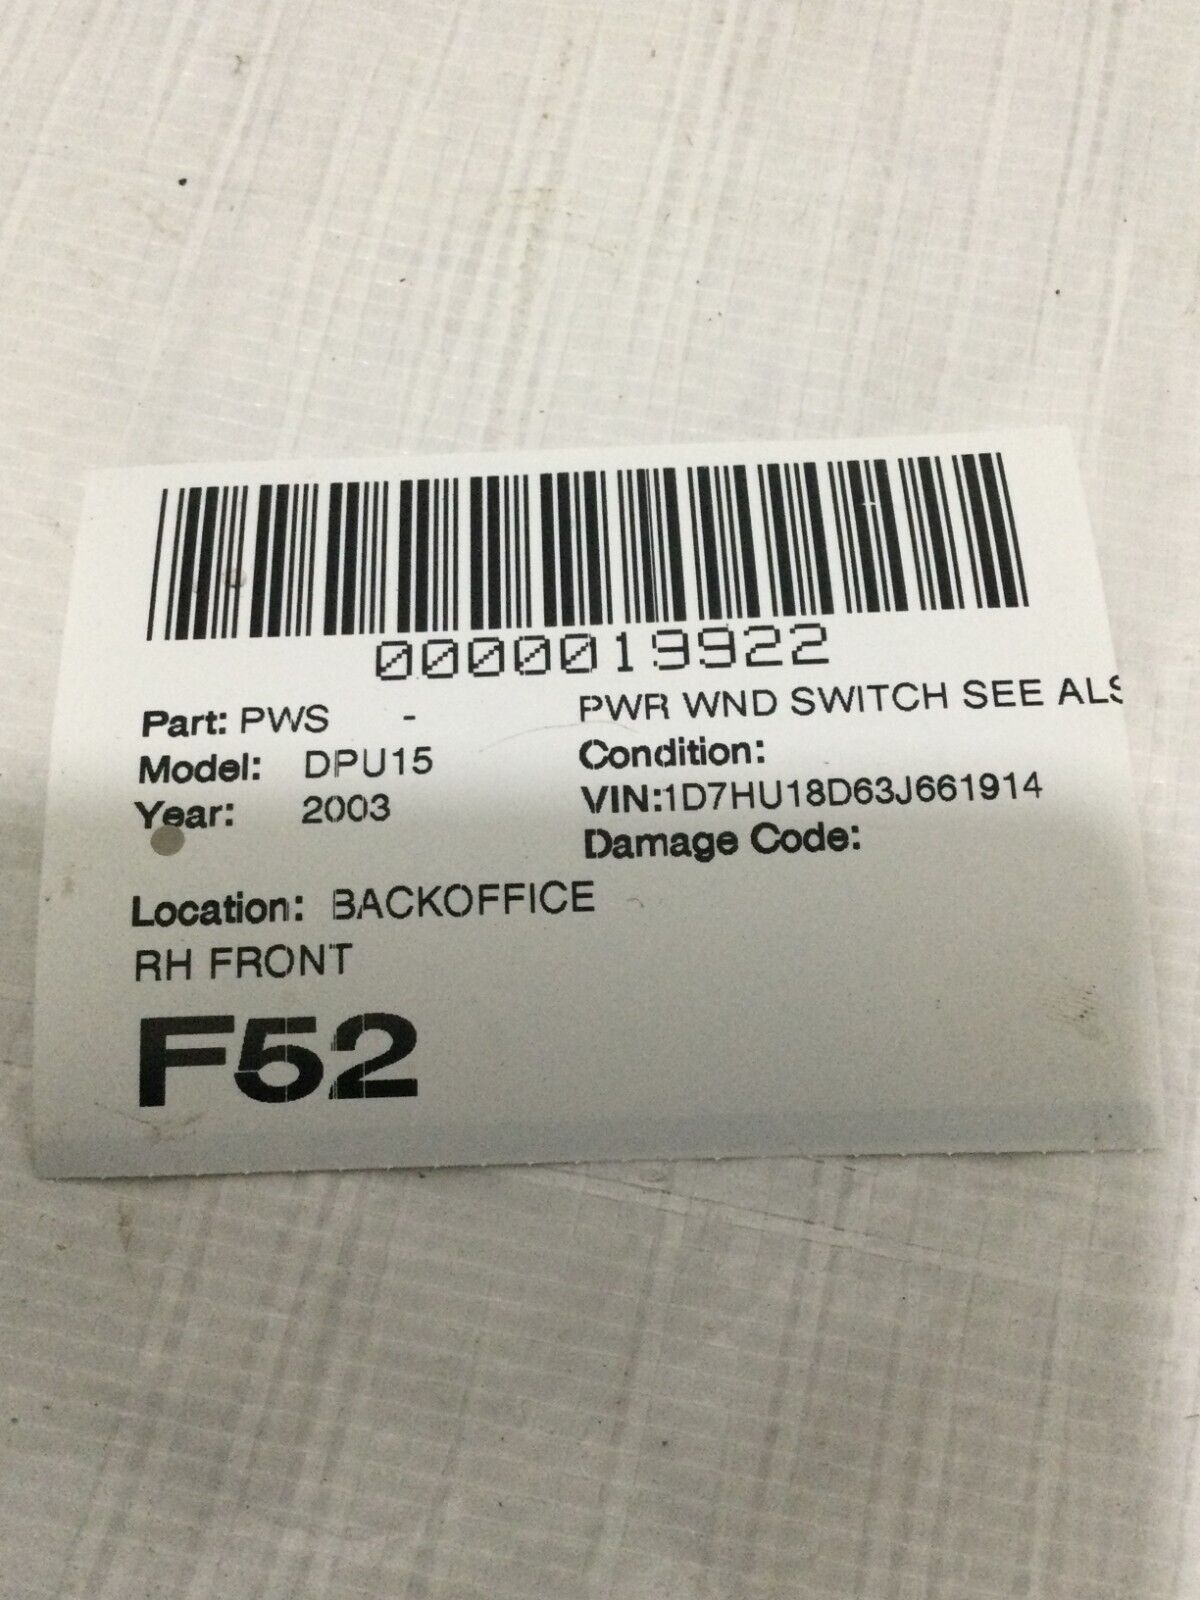 0000019922
Part: PWS - PWR WND SWITCH SEE ALS
Model: DPU15 Condition:
Year: 2003 VIN:1D7HU18D63J661914
Damage Code:
Location: BACKOFFICE
RH FRONT
F52